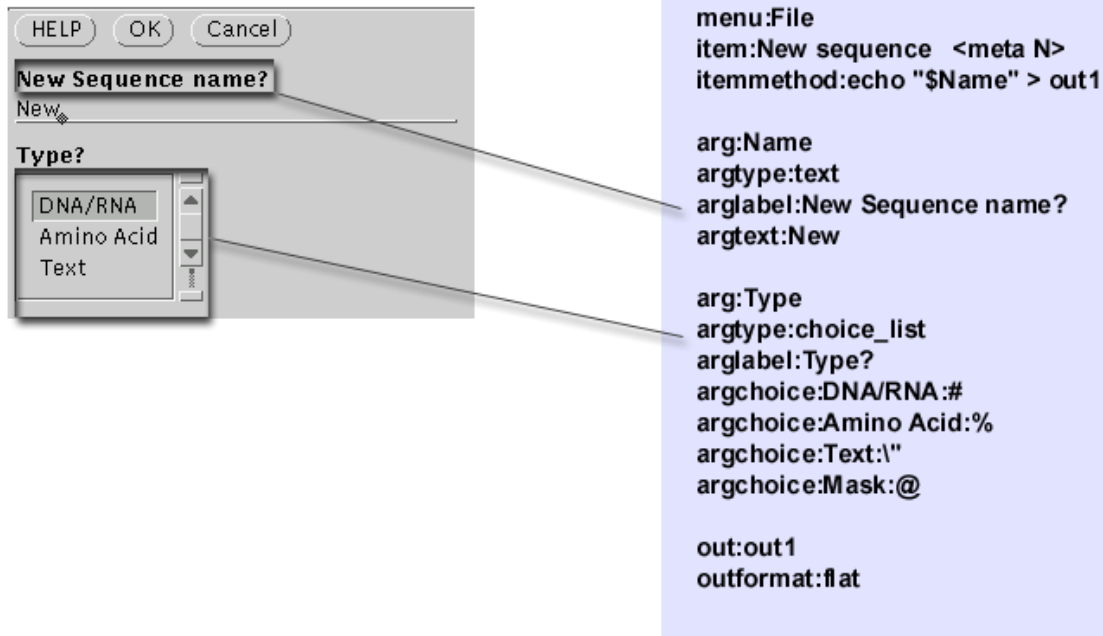 HELP OK Cancel
New Sequence name?
New
Type?
DNA/RNA
Amino Acid
Text
menu:File
item:New sequence <meta N>
itemmethod:echo "$Name" > out1
arg:Name
argtype:text
arglabel:New Sequence name?
argtext:New
arg:Type
argtype:choice_list
arglabel:Type?
argchoice:DNA/RNA:#
argchoice:Amino Acid:%
argchoice:Text:\"
argchoice:Mask:@
out:out1
outformat:flat